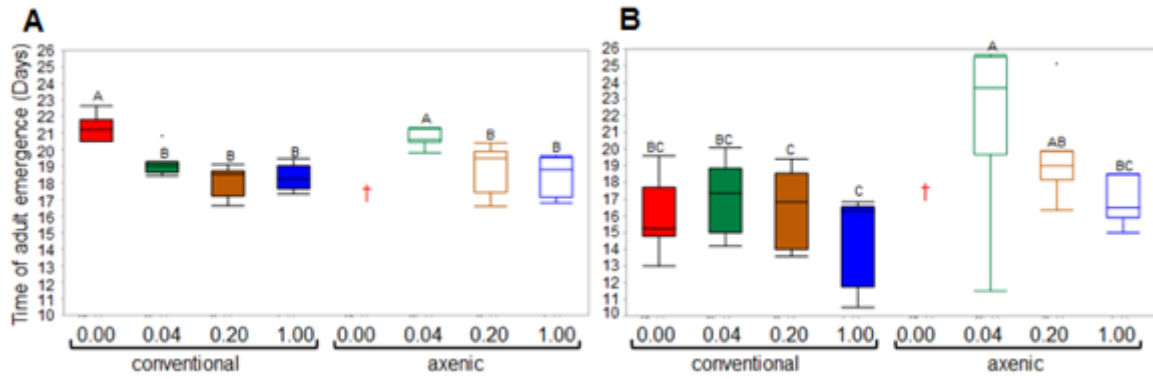 A B
Time of adult emergence (Days)
26 25 24 23 22 21 20 19 18 17 16 15 14 13 12 11 10
A B B B † A B B
0.00 0.04 0.20 1.00 0.00 0.04 0.20 1.00
conventional axenic
26 25 24 23 22 21 20 19 18 17 16 15 14 13 12 11 10
BC BC C C † A AB BC
0.00 0.04 0.20 1.00 0.00 0.04 0.20 1.00
conventional axenic